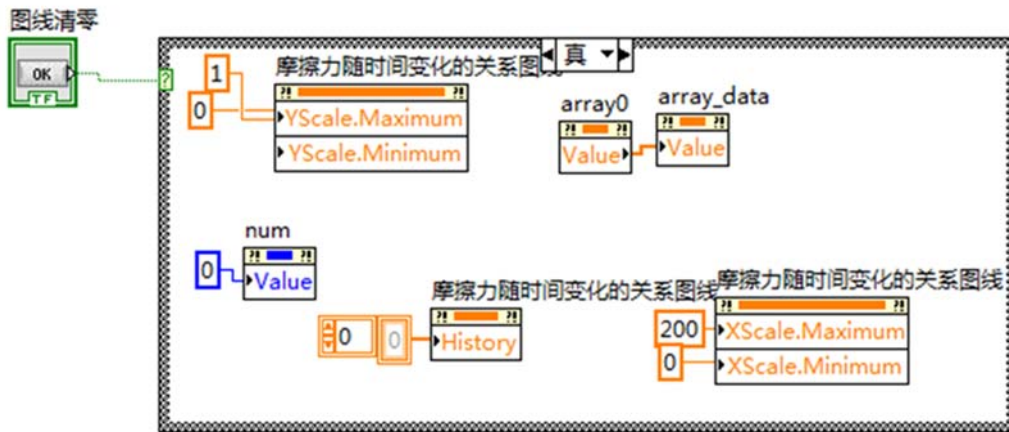 图线清零
OK
TF
?
真
1
0
摩擦力随时间变化的关系图线
YScale.Maximum
YScale.Minimum
array0
Value
array_data
Value
num
0
Value
摩擦力随时间变化的关系图线
0
0
History
摩擦力随时间变化的关系图线
200
0
XScale.Maximum
XScale.Minimum